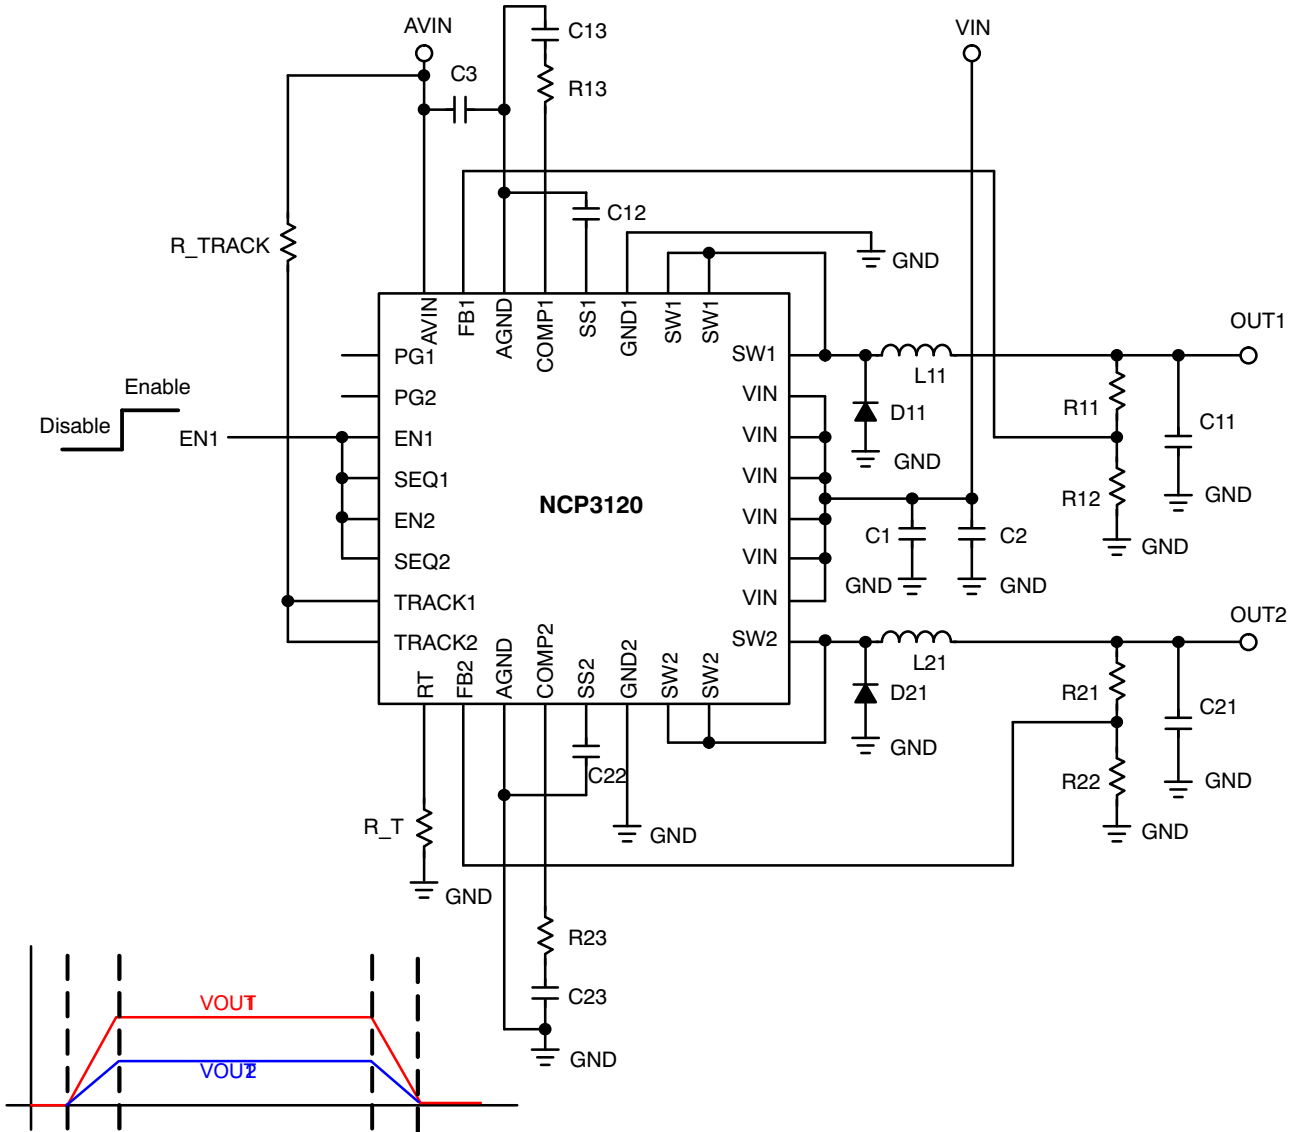 AVIN
VIN
C13
C3
R13
C12
R_TRACK
GND
AVIN
FB1
AGND
COMP1
SS1
GND1
SW1
SW1
OUT1
PG1
SW1
L11
Enable
PG2
VIN
R11
D11
C11
Disable
EN1
EN1
VIN
GND
SEQ1
VIN
R12
GND
NCP3120
EN2
VIN
C1
C2
GND
SEQ2
VIN
GND
GND
TRACK1
VIN
OUT2
TRACK2
SW2
L21
RT
FB2
AGND
COMP2
SS2
GND2
SW2
SW2
D21
R21
C21
GND
C22
R22
GND
R_T
GND
GND
GND
R23
C23
VOUT1
GND
VOUT2